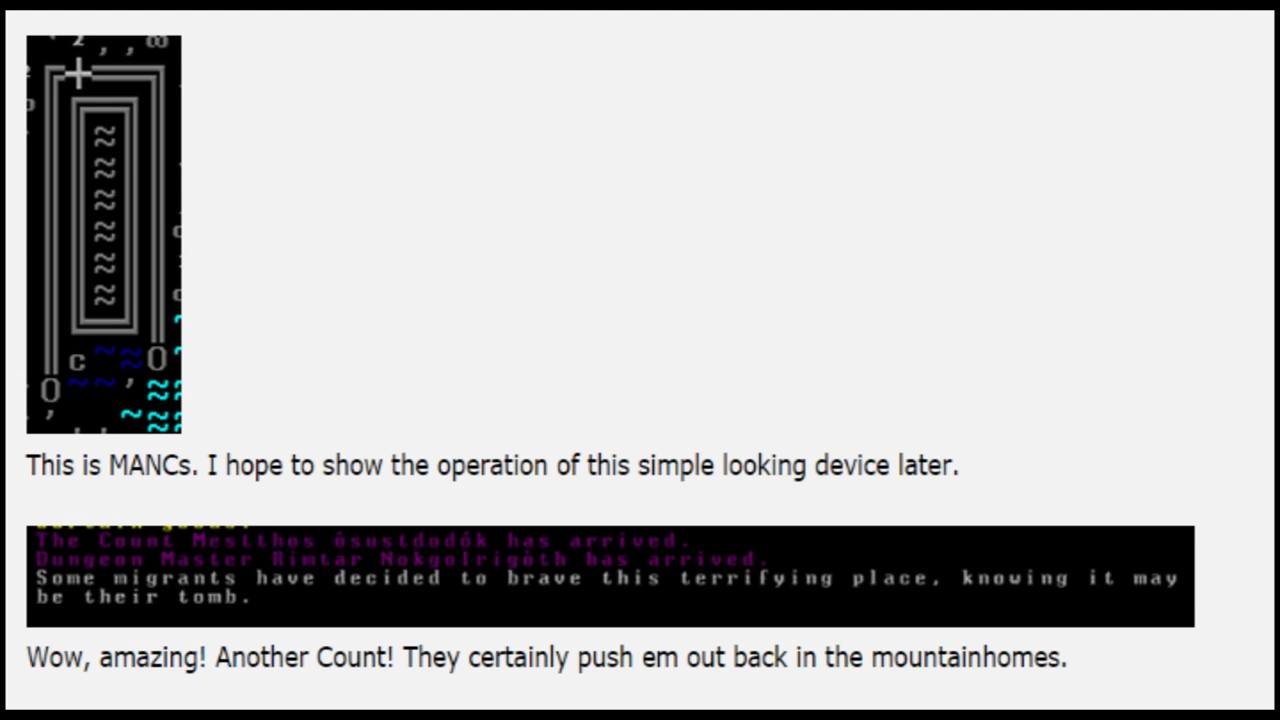 This is MANCs. I hope to show the operation of this simple looking device later.
The Count Mestthos òsustdodók has arrived.
Dungeon Master Rimtar Nokgolrigòth has arrived.
Some migrants have decided to brave this terrifying place, knowing it may
be their tomb.
Wow, amazing! Another Count! They certainly push em out back in the mountainhomes.